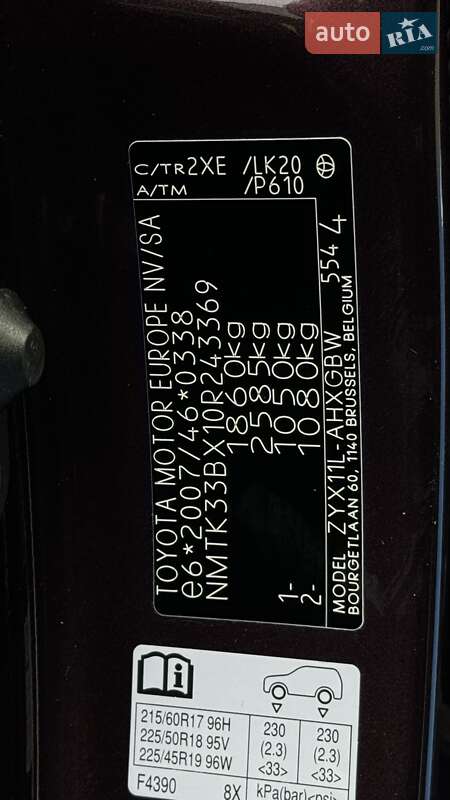 auto RIA
.com
C/TR2XE /LK20
A/TM /P610
TOYOTA MOTOR EUROPE NV/SA
e6*2007/46*0338
NMTK33BX10R243369
1860kg
2585kg
1- 1050kg
2- 1080kg
MODEL ZYX11L-AHXGBW 554 4
BOURGETLAAN 60, 1140 BRUSSELS, BELGIUM
i
215/60R17 96H 230 230
225/50R18 95V (2.3) (2.3)
225/45R19 96W <33> <33>
F4390 8X kPa(bar)<psi>